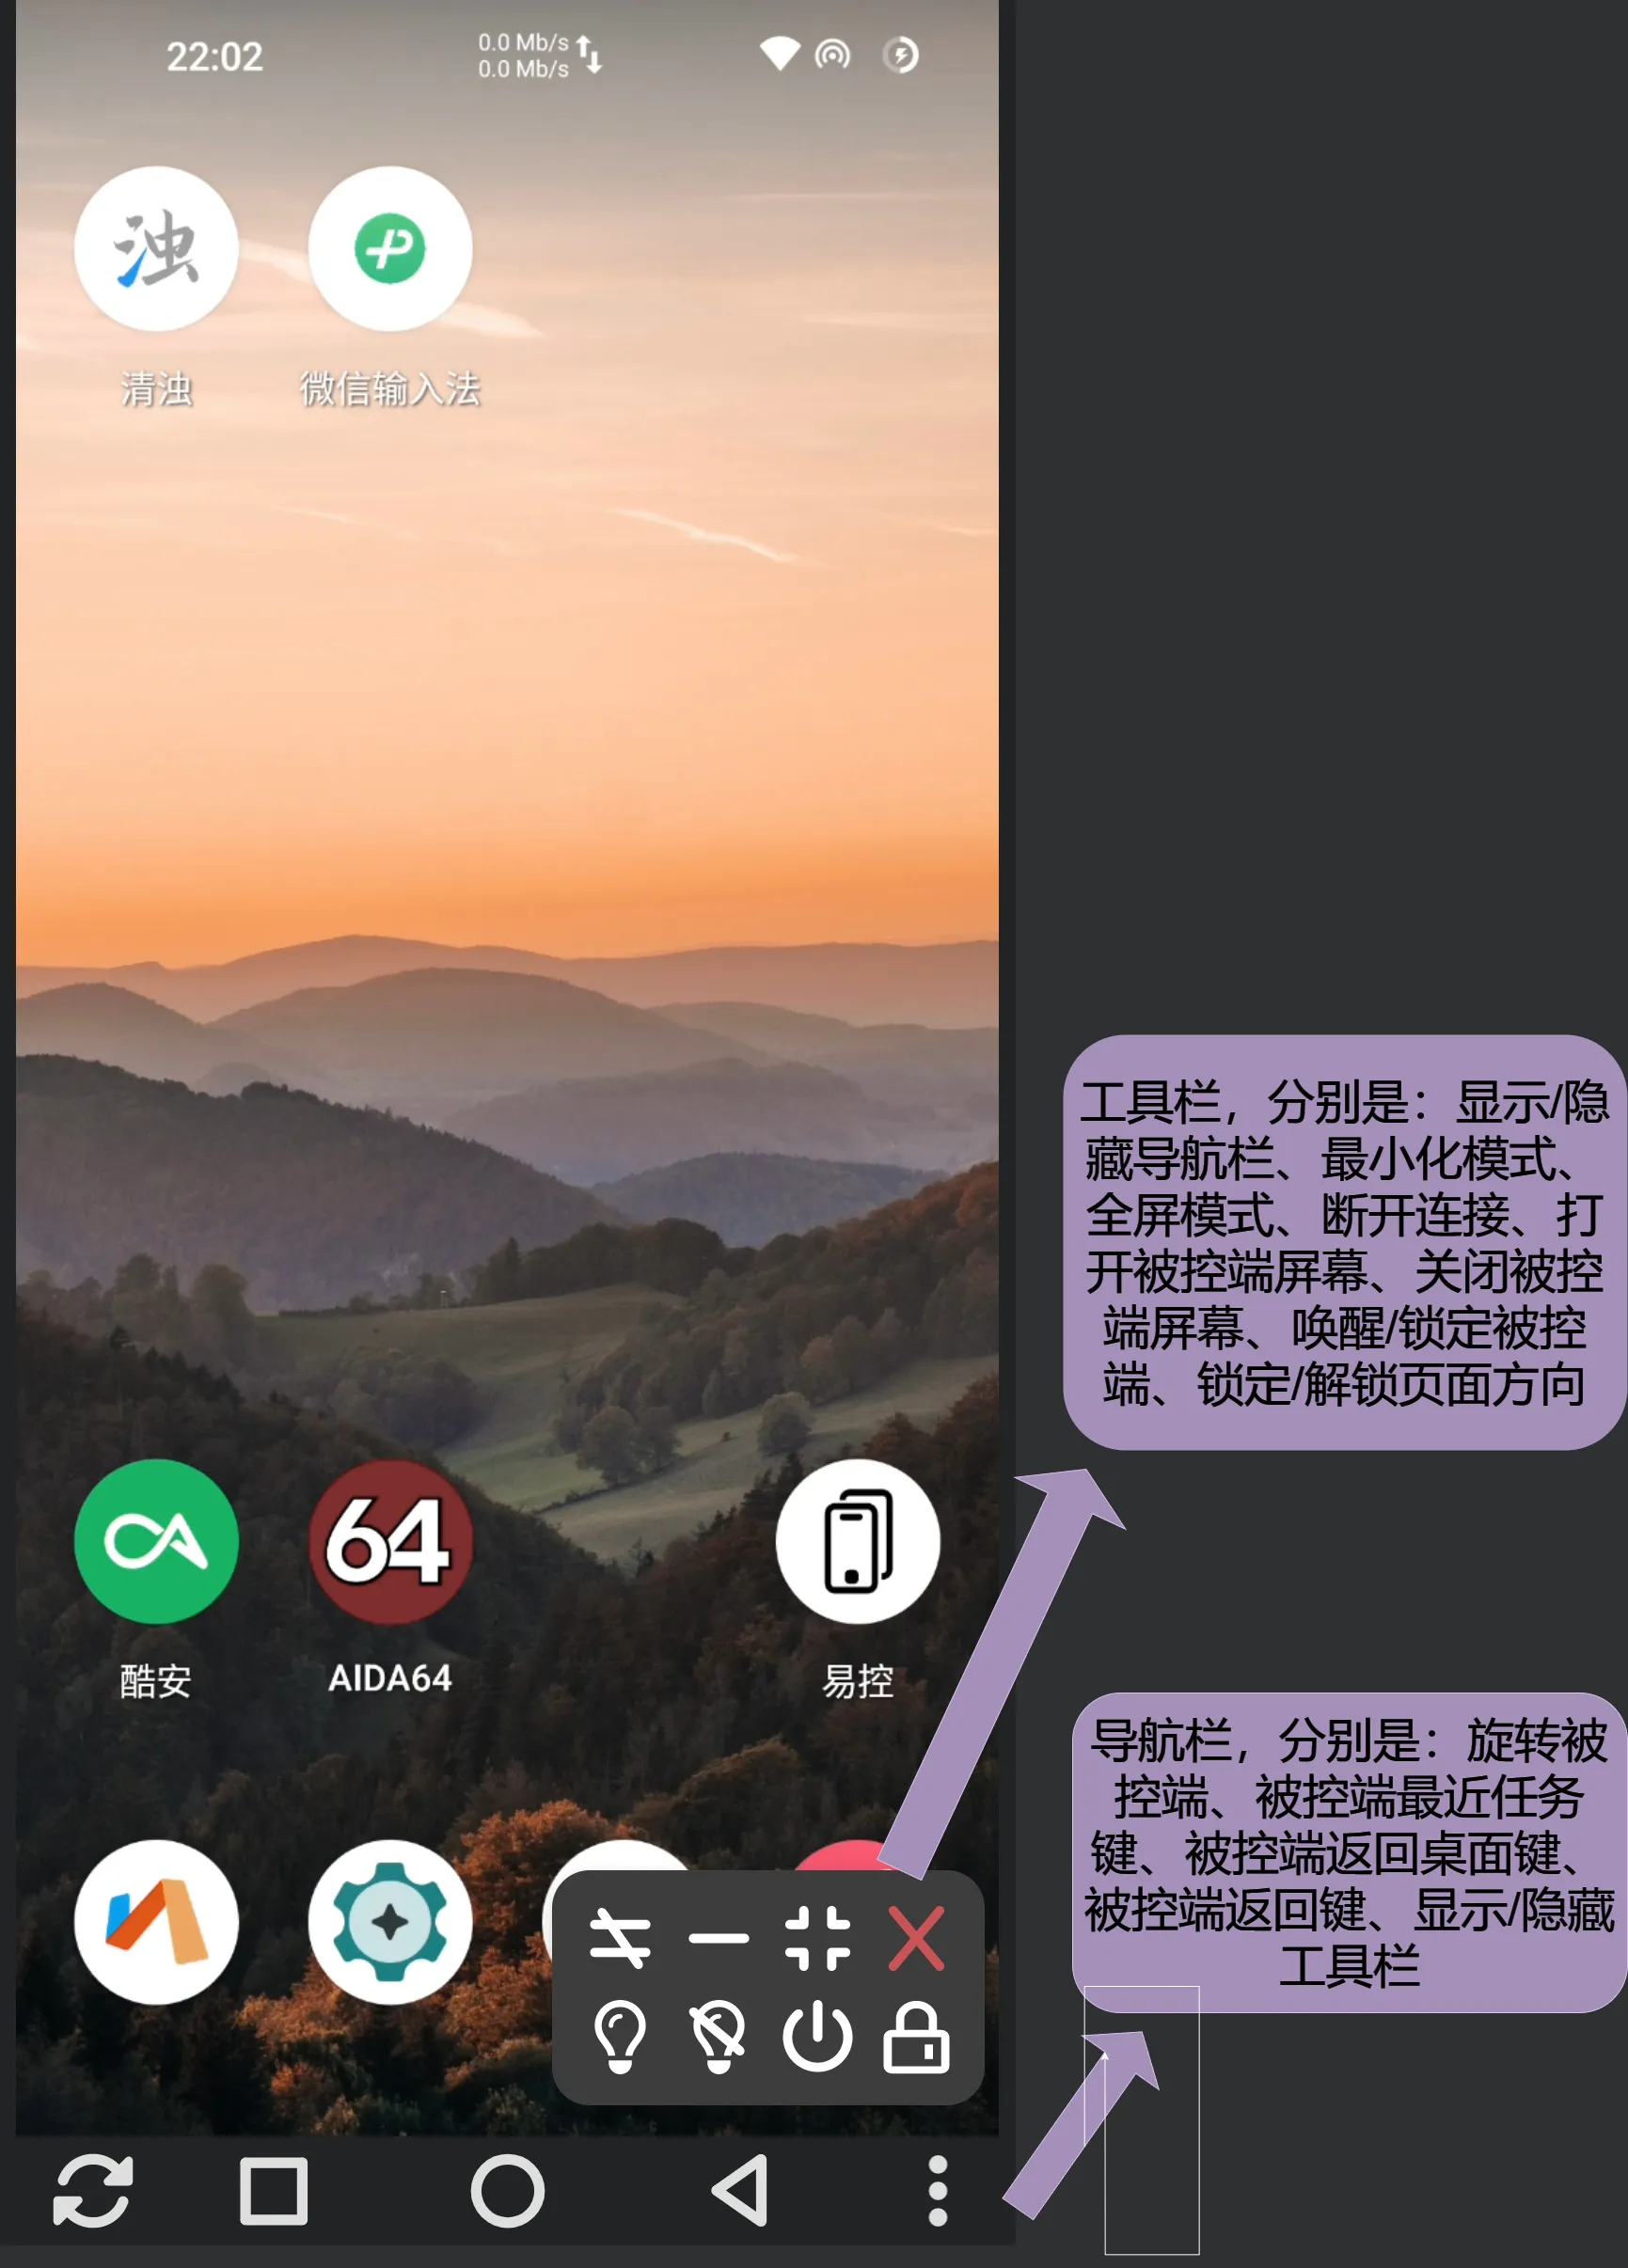 22:02
0.0 Mb/s
0.0 Mb/s
浊
清浊
微信输入法
工具栏，分别是：显示/隐
藏导航栏、最小化模式、
全屏模式、断开连接、打
开被控端屏幕、关闭被控
端屏幕、唤醒/锁定被控
端、锁定/解锁页面方向
64
酷安
AIDA64
易控
导航栏，分别是：旋转被
控端、被控端最近任务
键、被控端返回桌面键、
被控端返回键、显示/隐藏
工具栏